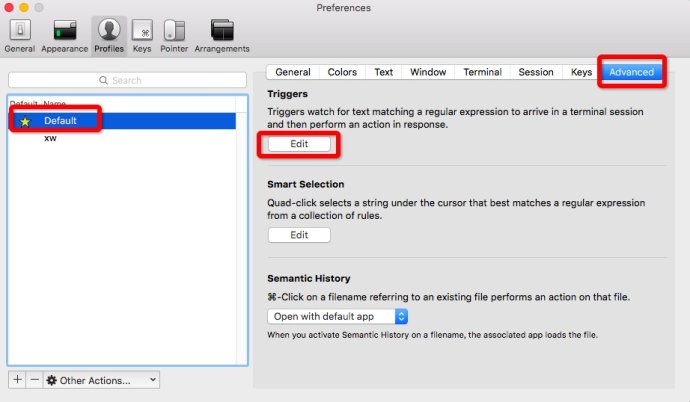 Preferences
General Appearance Profiles Keys Pointer Arrangements
Search
General Colors Text Window Terminal Session Keys Advanced
Default Name
Default
xw
Triggers
Triggers watch for text matching a regular expression to arrive in a terminal session
and then perform an action in response.
Edit
Smart Selection
Quad-click selects a string under the cursor that best matches a regular expression
from a collection of rules.
Edit
Semantic History
⌘-Click on a filename referring to an existing file performs an action on that file.
Open with default app
When you activate Semantic History on a filename, the associated app loads the file.
+ − Other Actions...